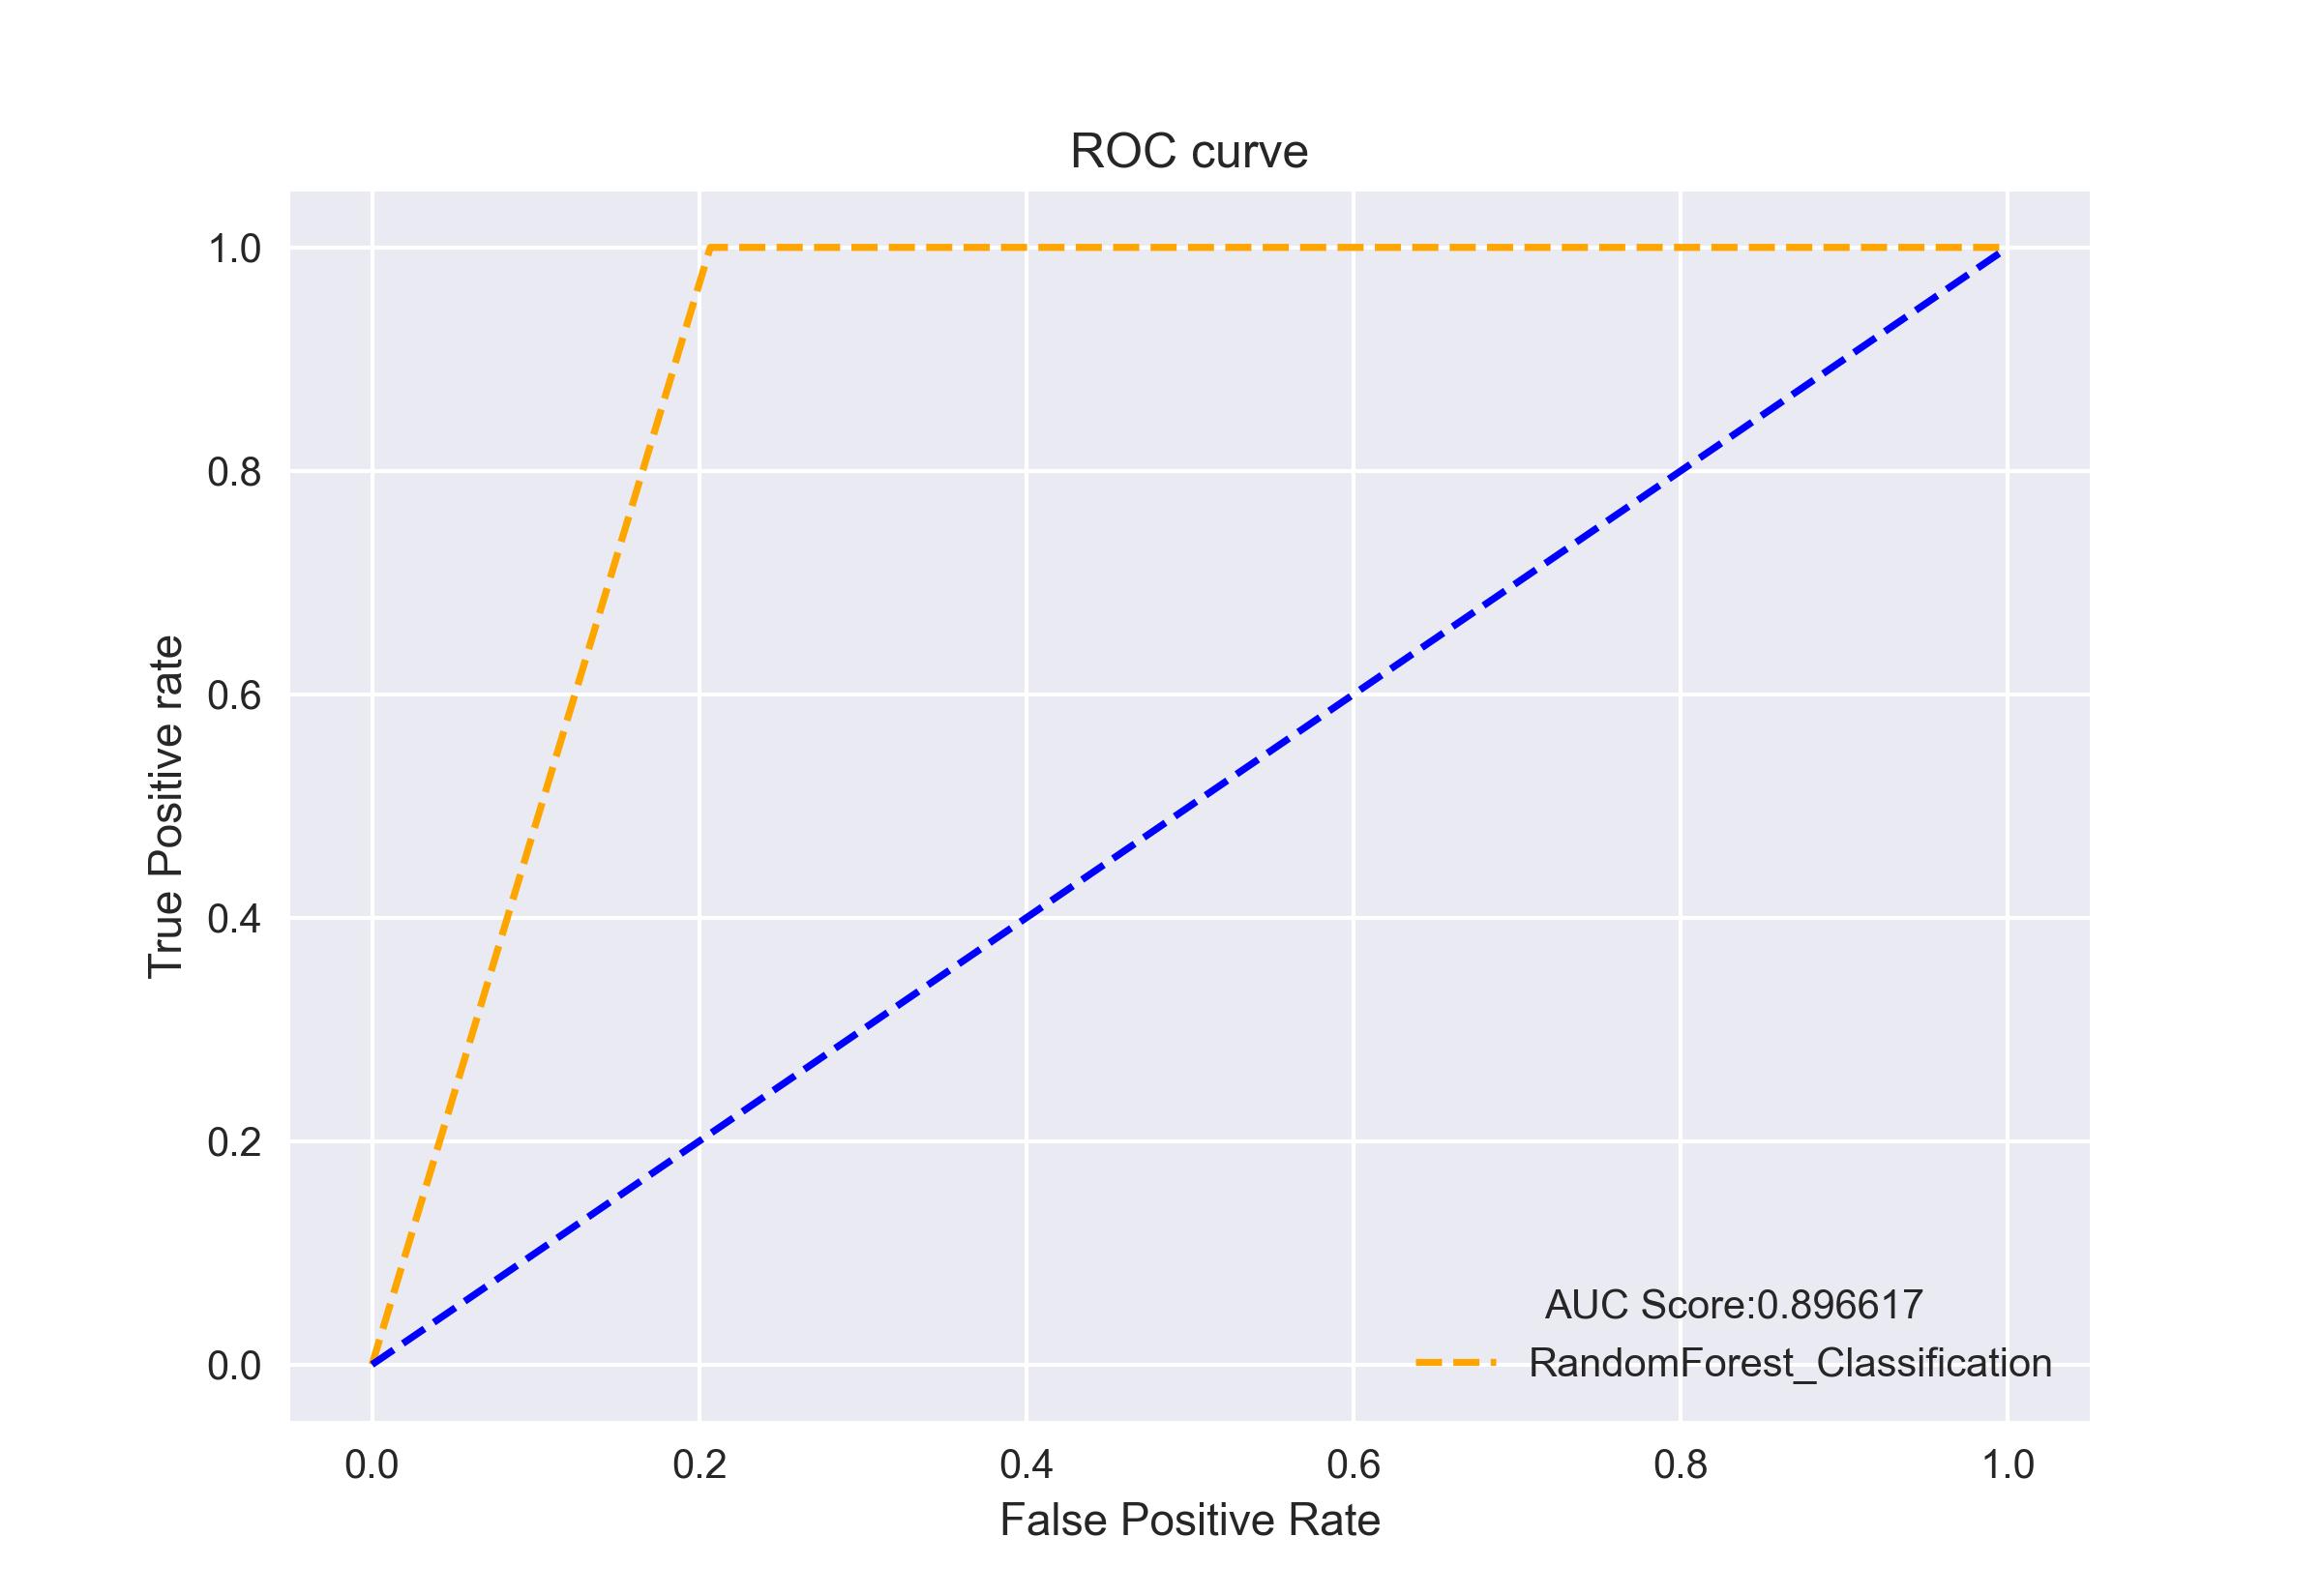 ROC curve
1.0
0.8
0.6
0.4
0.2
0.0
True Positive rate
AUC Score:0.896617
RandomForest_Classification
0.0 0.2 0.4 0.6 0.8 1.0
False Positive Rate